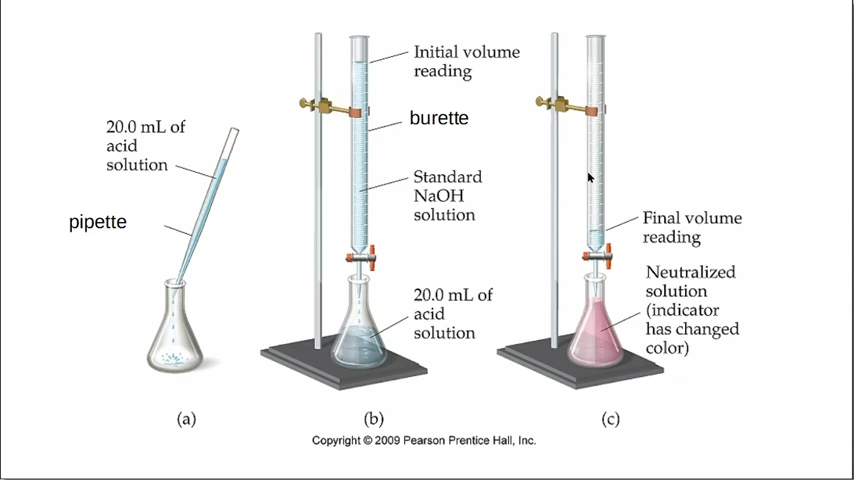 20.0 mL of
acid
solution
pipette
(a)
Initial volume
reading
burette
Standard
NaOH
solution
20.0 mL of
acid
solution
(b)
Final volume
reading
Neutralized
solution
(indicator
has changed
color)
(c)
Copyright © 2009 Pearson Prentice Hall, Inc.